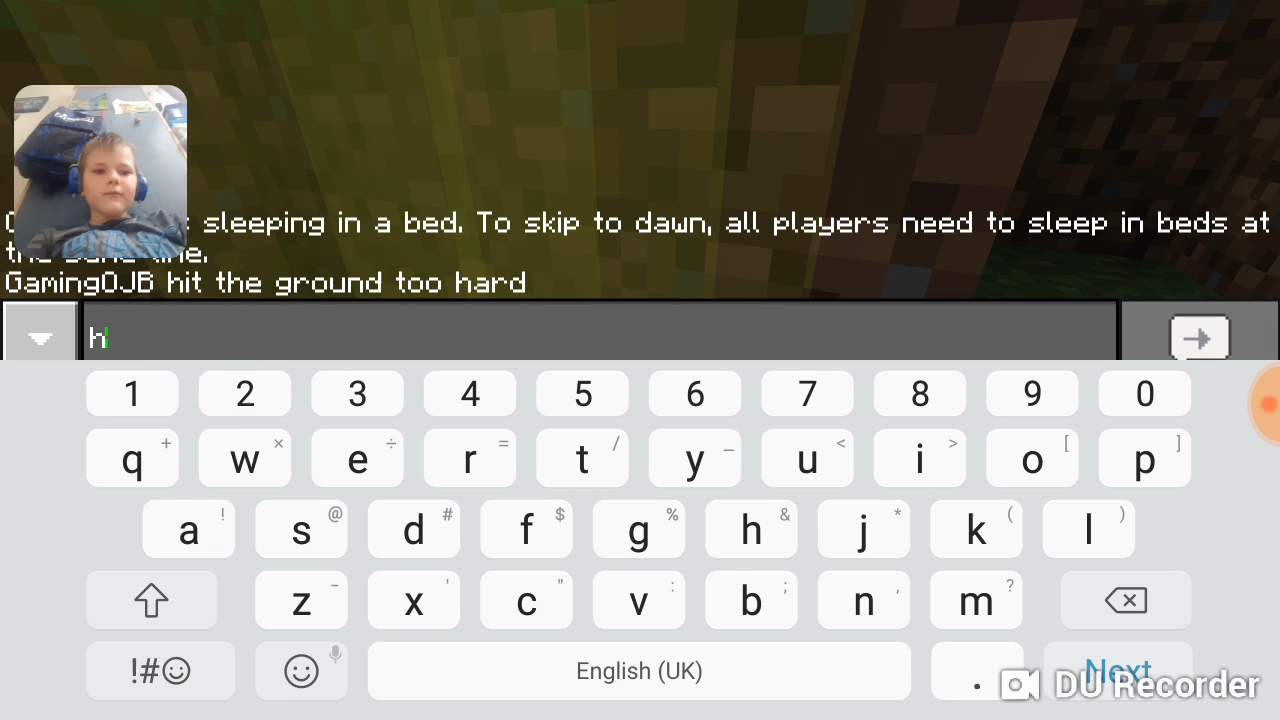 sleeping in a bed. To skip to dawn, all players need to sleep in beds at
GamingOJB hit the ground too hard
h
1 2 3 4 5 6 7 8 9 0
q + w × e ÷ r = t / y _ u < i > o [ p ]
a ! s @ d # f $ g % h & j * k ( l )
z - x ' c " v : b ; n , m ?
!#☺ English (UK) . Next
DU Recorder